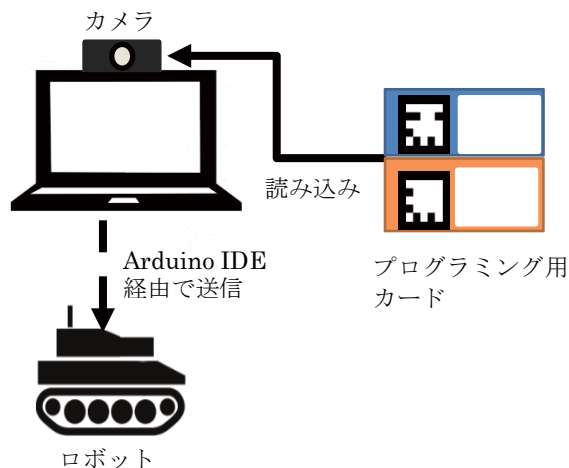 カメラ
読み込み
Arduino IDE
経由で送信
プログラミング用
カード
ロボット